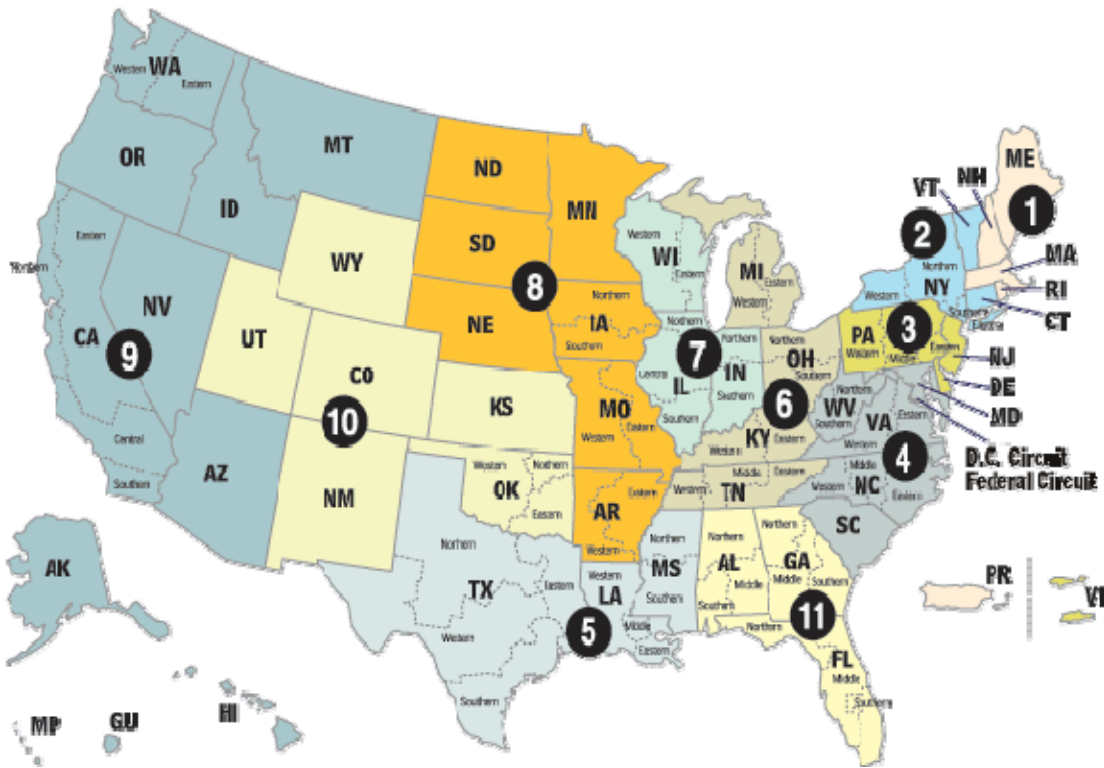 WA
Western
Eastern
OR
MT
ID
ND
MN
SD
WY
NE
Northern
IA
Southern
8
WI
Western
Eastern
MI
Eastern
Western
ME
VT
NH
1
2
MA
Northern
NY
Western
Southern
Eastern
RI
CT
Eastern
Northern
NV
CA
9
Central
Southern
UT
CO
10
KS
AZ
NM
Northern
Central
IL
Southern
7
Northern
IN
Southern
Northern
OH
Southern
6
KY
Western
Eastern
PA
3
Western
Middle
Eastern
NJ
DE
MD
Northern
WV
Southern
VA
Eastern
Western
4
D.C. Circuit
Federal Circuit
MO
Western
Eastern
Western
Northern
OK
Eastern
Eastern
AR
Western
Western
Middle
Eastern
TN
Western
Middle
NC
Eastern
SC
Northern
TX
Eastern
Western
Southern
Western
LA
Middle
Eastern
5
Northern
MS
Southern
Northern
AL
Middle
Southern
Northern
GA
Middle
Southern
11
Northern
FL
Middle
Southern
AK
MP
GU
HI
PR
VI